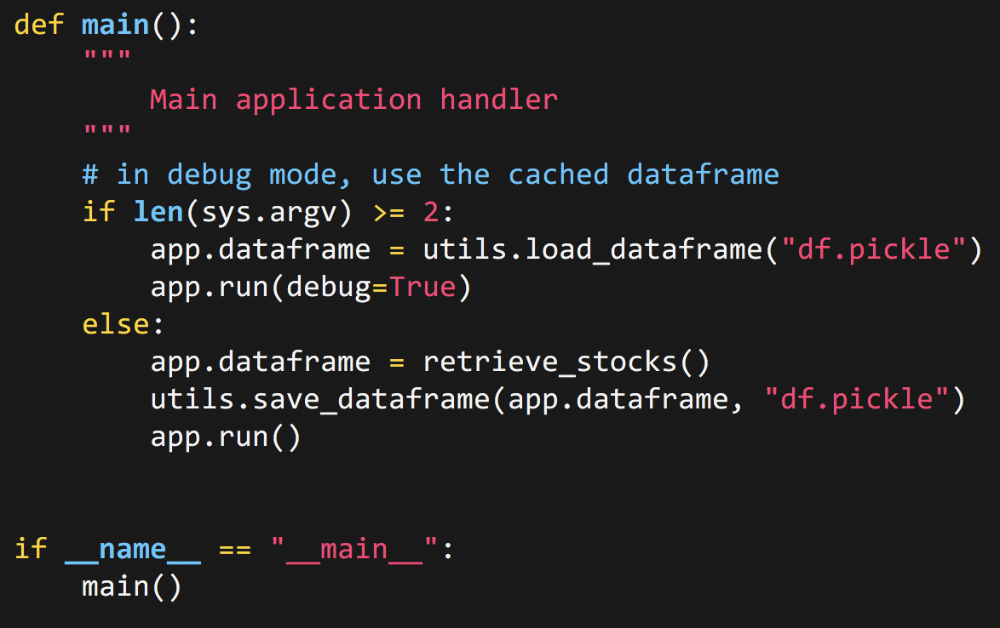 def main():
    """
        Main application handler
    """
    # in debug mode, use the cached dataframe
    if len(sys.argv) >= 2:
        app.dataframe = utils.load_dataframe("df.pickle")
        app.run(debug=True)
    else:
        app.dataframe = retrieve_stocks()
        utils.save_dataframe(app.dataframe, "df.pickle")
        app.run()


if __name__ == "__main__":
    main()